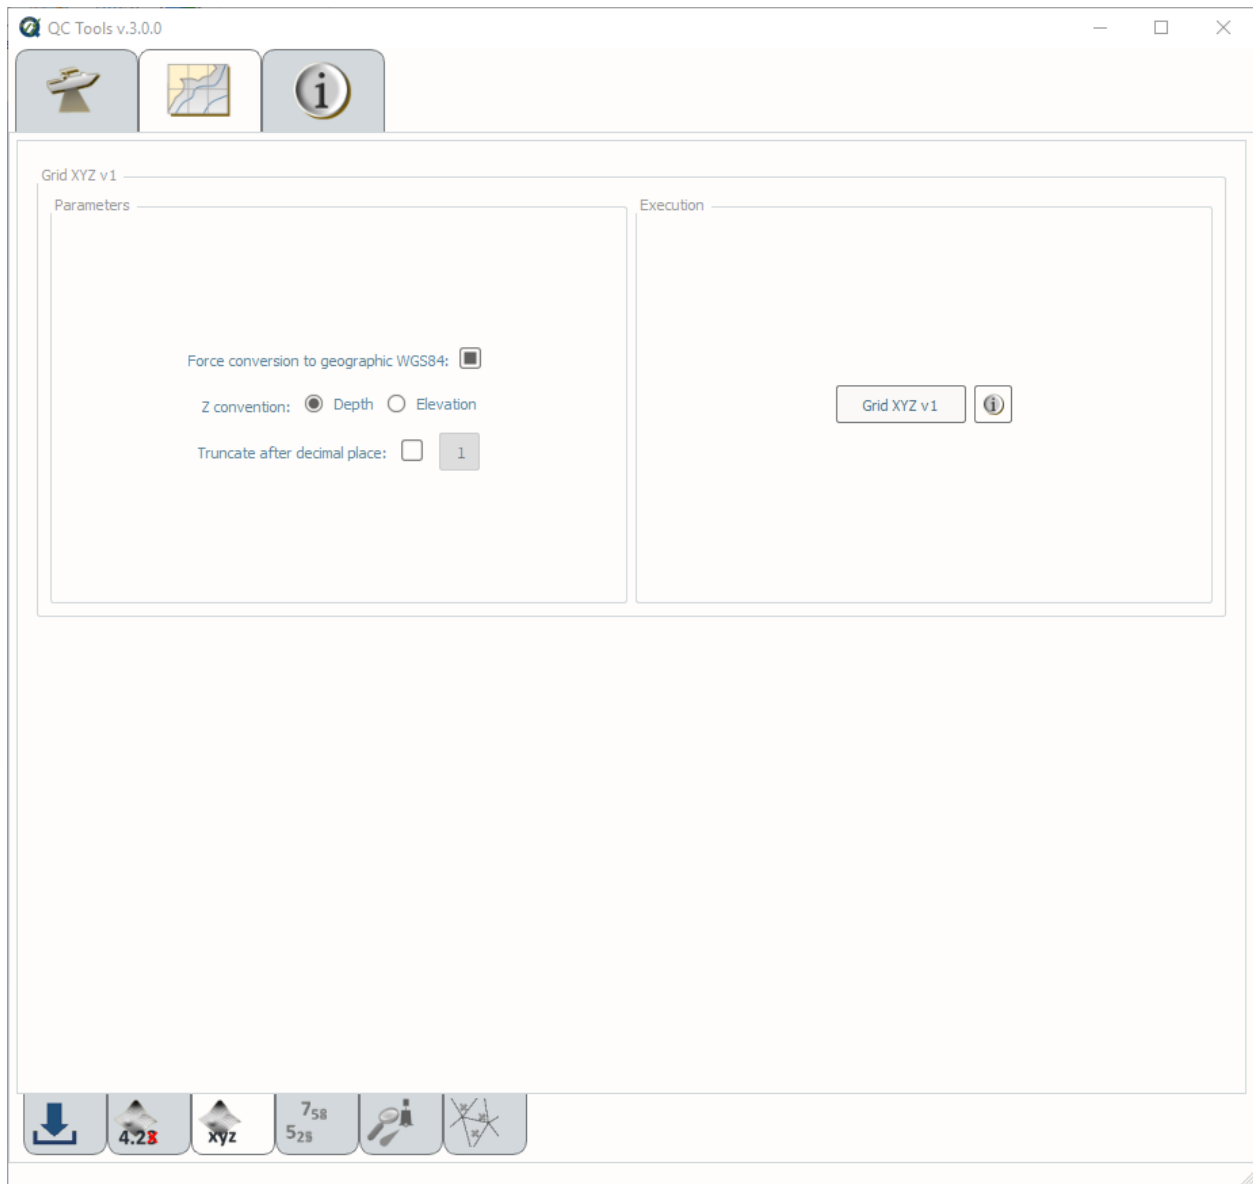 QC Tools v.3.0.0
i
Grid XYZ v1
Parameters
Execution
Force conversion to geographic WGS84:
Z convention: Depth Elevation
Truncate after decimal place: 1
Grid XYZ v1 i
4.28
xyz
758
525